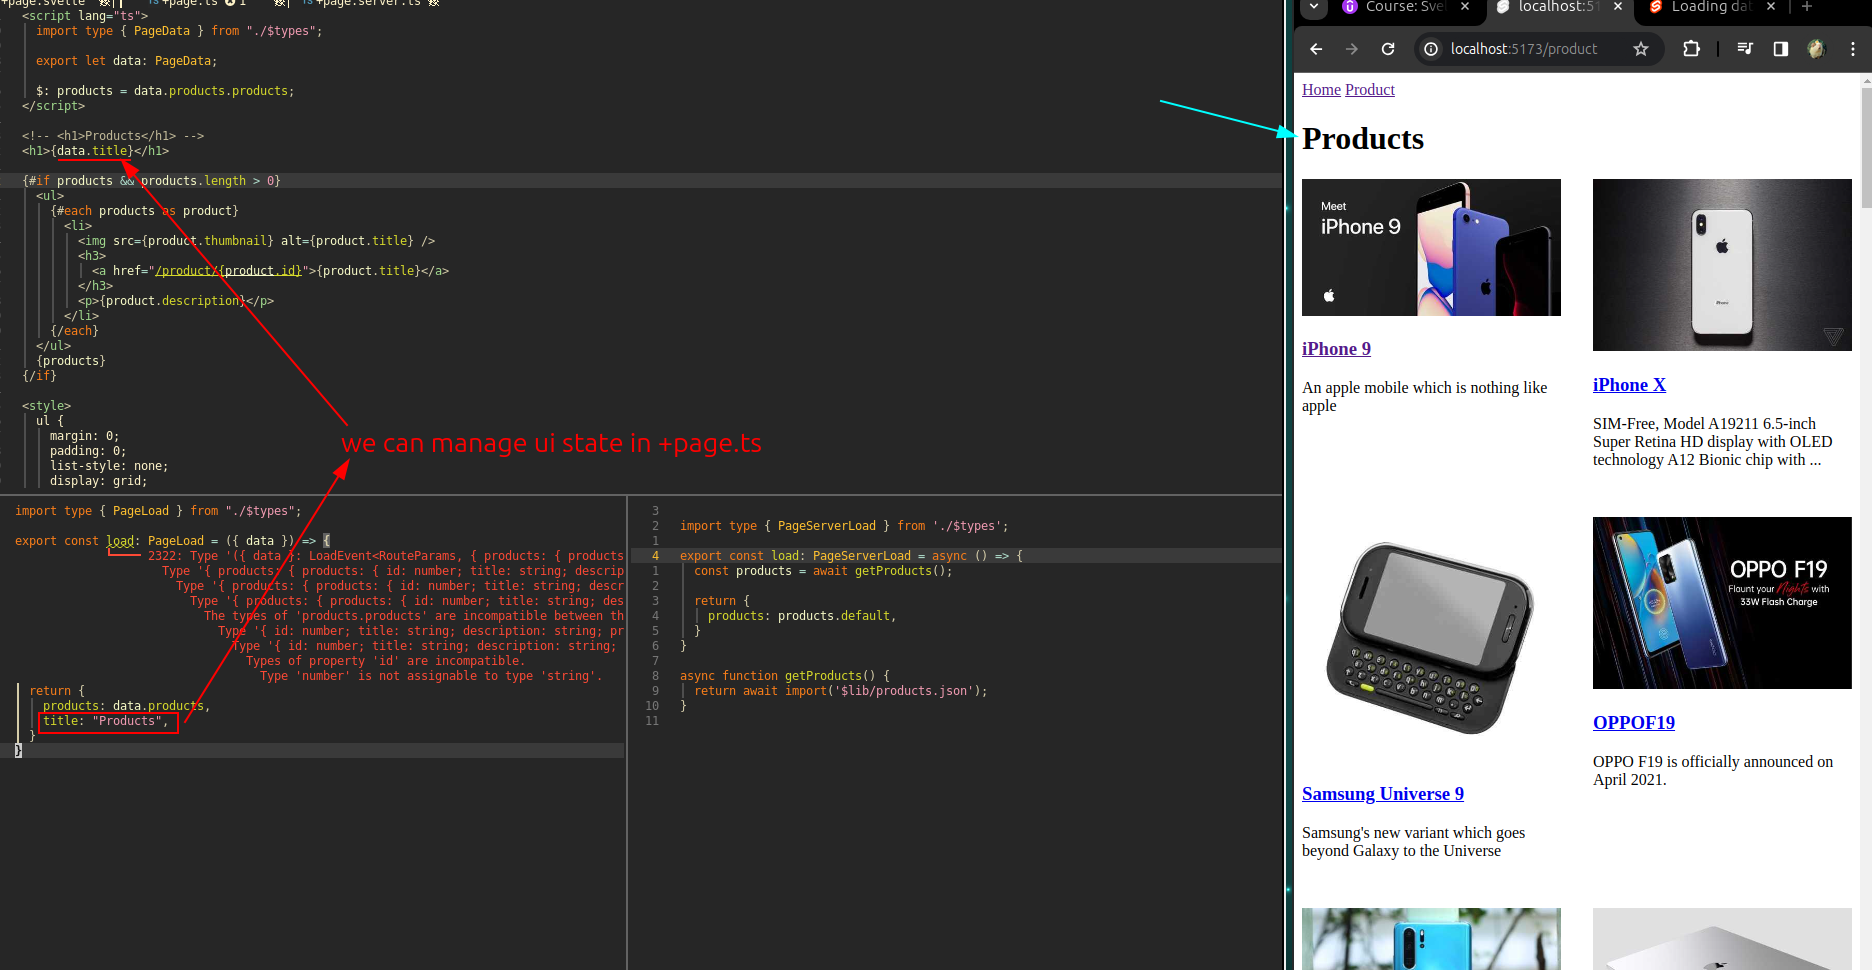 +page.svelte
+page.ts
1
+page.server.ts
<script lang="ts">
import type { PageData } from "./$types";
export let data: PageData;
$: products = data.products.products;
</script>
<!-- <h1>Products</h1> -->
<h1>{data.title}</h1>
{#if products && products.length > 0}
<ul>
{#each products as product}
<li>
<img src={product.thumbnail} alt={product.title} />
<h3>
<a href="/product/{product.id}">{product.title}</a>
</h3>
<p>{product.description}</p>
</li>
{/each}
</ul>
{products}
{/if}
<style>
ul {
margin: 0;
padding: 0;
list-style: none;
display: grid;
we can manage ui state in +page.ts
import type { PageLoad } from "./$types";
export const load: PageLoad = ({ data }) => {
2322: Type '({ data }: LoadEvent<RouteParams, { products: { products
Type '{ products: { products: { id: number; title: string; descrip
Type '{ products: { products: { id: number; title: string; descr
Type '{ products: { products: { id: number; title: string; des
The types of 'products.products' are incompatible between th
Type '{ id: number; title: string; description: string; pr
Type '{ id: number; title: string; description: string;
Types of property 'id' are incompatible.
Type 'number' is not assignable to type 'string'.
return {
products: data.products,
title: "Products",
}
}
3
2 import type { PageServerLoad } from './$types';
1
4 export const load: PageServerLoad = async () => {
1 const products = await getProducts();
2
3 return {
4 products: products.default,
5 }
6 }
7
8 async function getProducts() {
9 return await import('$lib/products.json');
10 }
11
Course: Sve
localhost:51
Loading dat
localhost:5173/product
Home Product
Products
Meet
iPhone 9
iPhone 9
An apple mobile which is nothing like
apple
iPhone
iPhone X
SIM-Free, Model A19211 6.5-inch
Super Retina HD display with OLED
technology A12 Bionic chip with ...
Samsung Universe 9
Samsung's new variant which goes
beyond Galaxy to the Universe
OPPO F19
Flaunt your Nights with
33W Flash Charge
OPPOF19
OPPO F19 is officially announced on
April 2021.